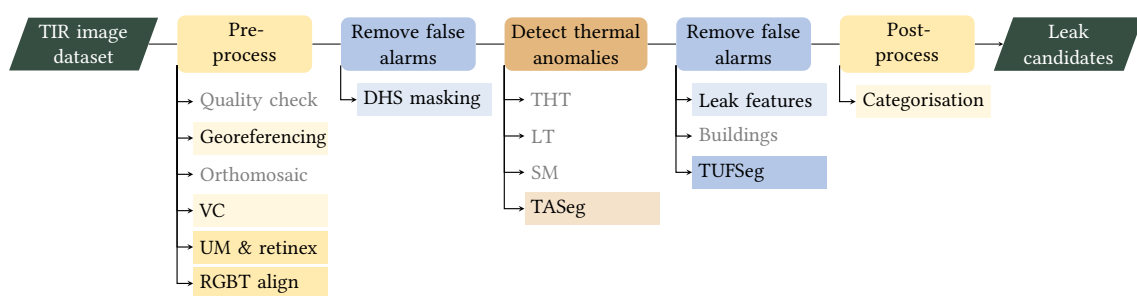 TIR image
dataset
Pre-
process
Remove false
alarms
Detect thermal
anomalies
Remove false
alarms
Post-
process
Leak
candidates
Quality check
Georeferencing
Orthomosaic
VC
UM & retinex
RGBT align
DHS masking
THT
LT
SM
TASeg
Leak features
Buildings
TUFSeg
Categorisation